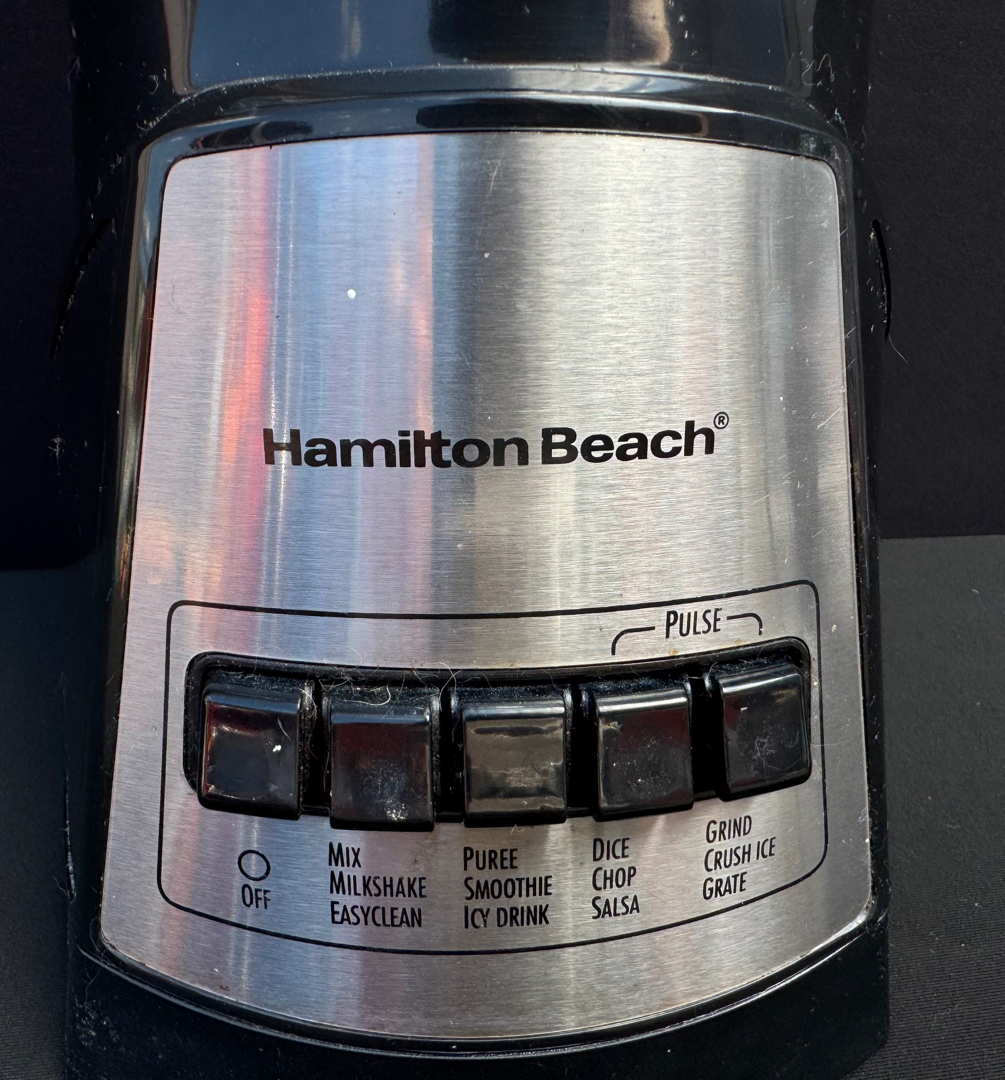 Hamilton Beach®
PULSE
OFF
MIX
MILKSHAKE
EASYCLEAN
PUREE
SMOOTHIE
ICY DRINK
DICE
CHOP
SALSA
GRIND
CRUSH ICE
GRATE